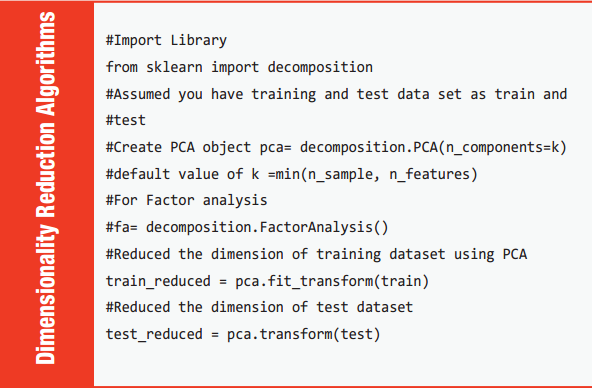 Dimensionality Reduction Algorithms
#Import Library
from sklearn import decomposition
#Assumed you have training and test data set as train and
#test
#Create PCA object pca= decomposition.PCA(n_components=k)
#default value of k =min(n_sample, n_features)
#For Factor analysis
#fa= decomposition.FactorAnalysis()
#Reduced the dimension of training dataset using PCA
train_reduced = pca.fit_transform(train)
#Reduced the dimension of test dataset
test_reduced = pca.transform(test)